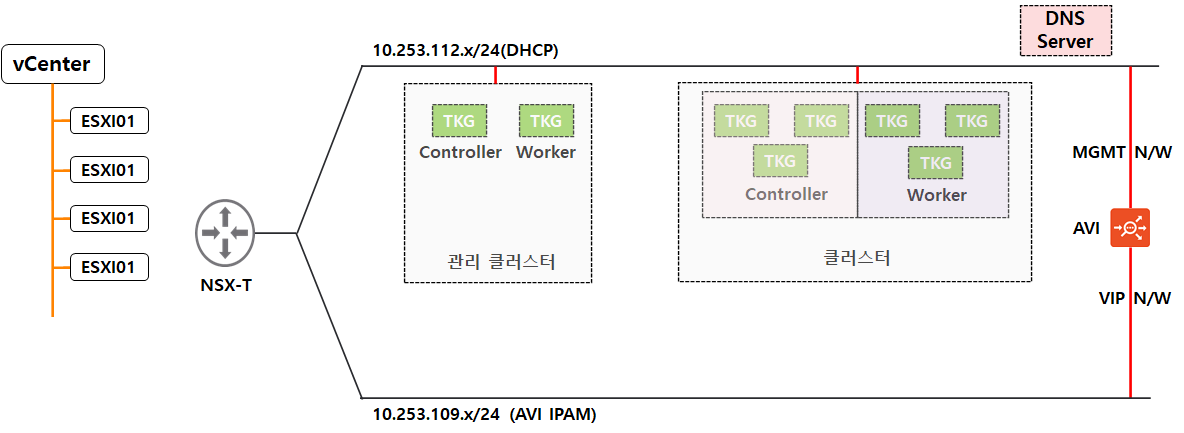 DNS
Server
10.253.112.x/24(DHCP)
vCenter
ESXI01
ESXI01
ESXI01
ESXI01
NSX-T
TKG
TKG
Controller
Worker
관리 클러스터
TKG
TKG
TKG
Controller
TKG
TKG
TKG
Worker
클러스터
MGMT N/W
AVI
VIP N/W
10.253.109.x/24 (AVI IPAM)